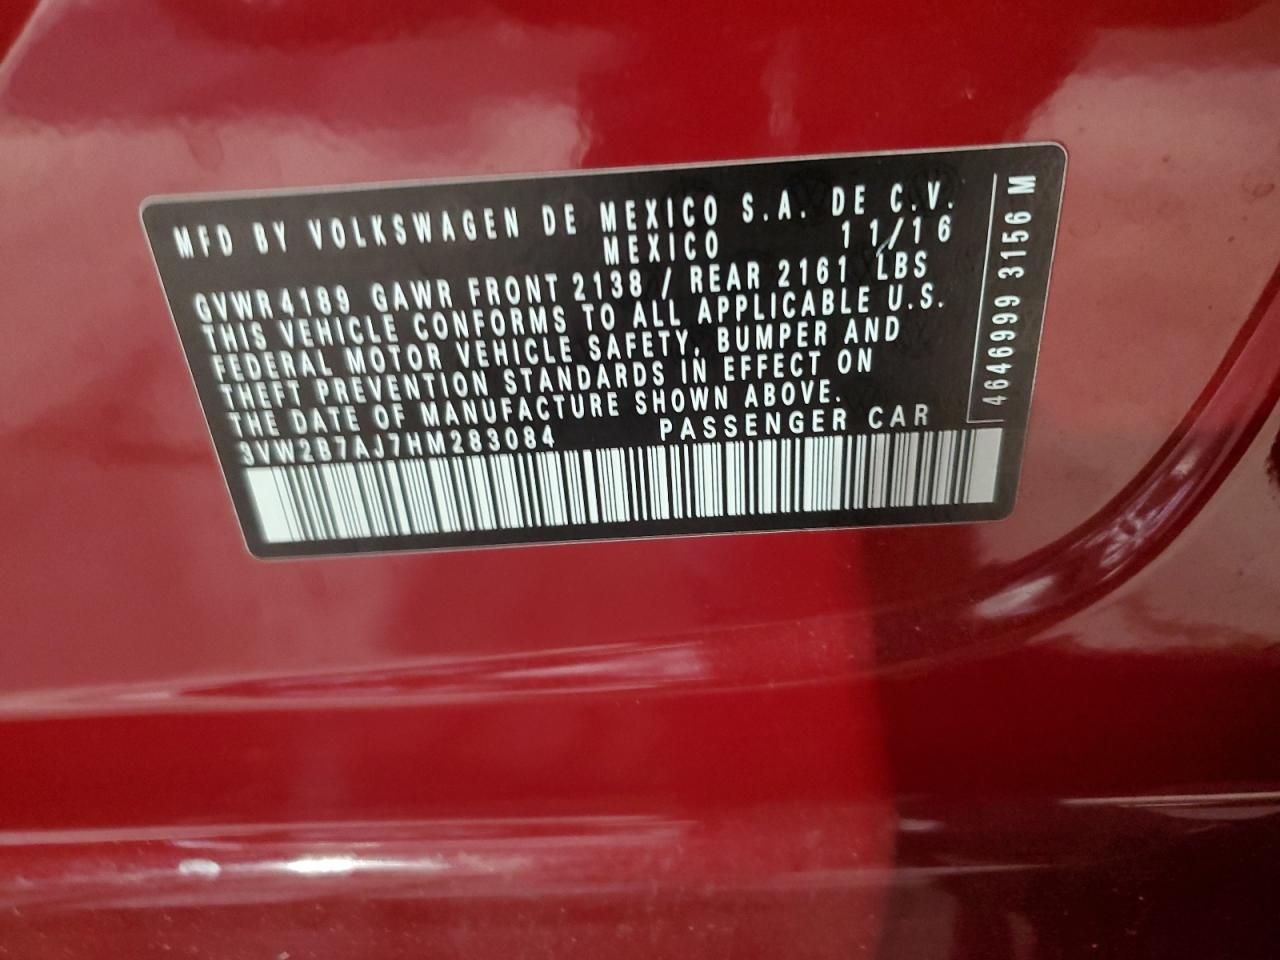 MFD BY VOLKSWAGEN DE MEXICO S.A. DE C.V.
MEXICO 11/16
GVWR4189 GAWR FRONT 2138 / REAR 2161 LBS
THIS VEHICLE CONFORMS TO ALL APPLICABLE U.S.
FEDERAL MOTOR VEHICLE SAFETY, BUMPER AND
THEFT PREVENTION STANDARDS IN EFFECT ON
THE DATE OF MANUFACTURE SHOWN ABOVE.
3VW2B7AJ7HM283084 PASSENGER CAR
4646999 3156 M